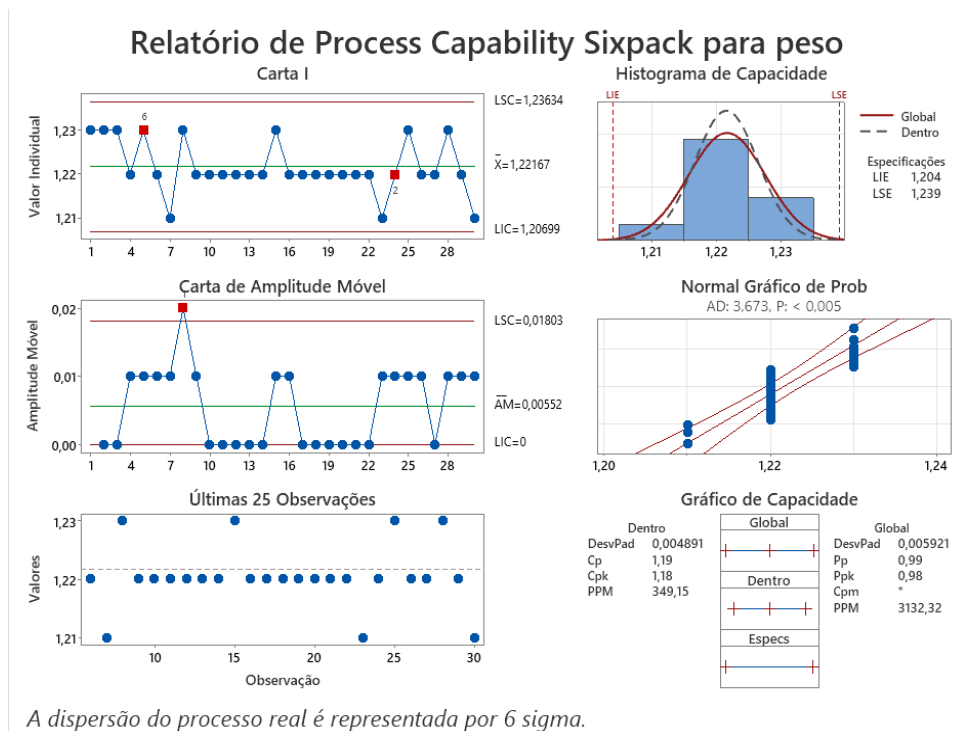 Relatório de Process Capability Sixpack para peso
Carta I
Valor Individual
1,23
1,22
1,21
6
2
LSC=1,23634
X̄=1,22167
LIC=1,20699
1 4 7 10 13 16 19 22 25 28
Histograma de Capacidade
LIE
LSE
Global
Dentro
Especificações
LIE 1,204
LSE 1,239
1,21 1,22 1,23
Carta de Amplitude Móvel
Amplitude Móvel
0,02
0,01
0,00
LSC=0,01803
A̅M̅=0,00552
LIC=0
1 4 7 10 13 16 19 22 25 28
Normal Gráfico de Prob
AD: 3,673, P: < 0,005
1,20 1,22 1,24
Últimas 25 Observações
Valores
1,23
1,22
1,21
10 15 20 25 30
Observação
Gráfico de Capacidade
Dentro
DesvPad 0,004891
Cp 1,19
Cpk 1,18
PPM 349,15
Global
Dentro
Especs
Global
DesvPad 0,005921
Pp 0,99
Ppk 0,98
Cpm *
PPM 3132,32
A dispersão do processo real é representada por 6 sigma.